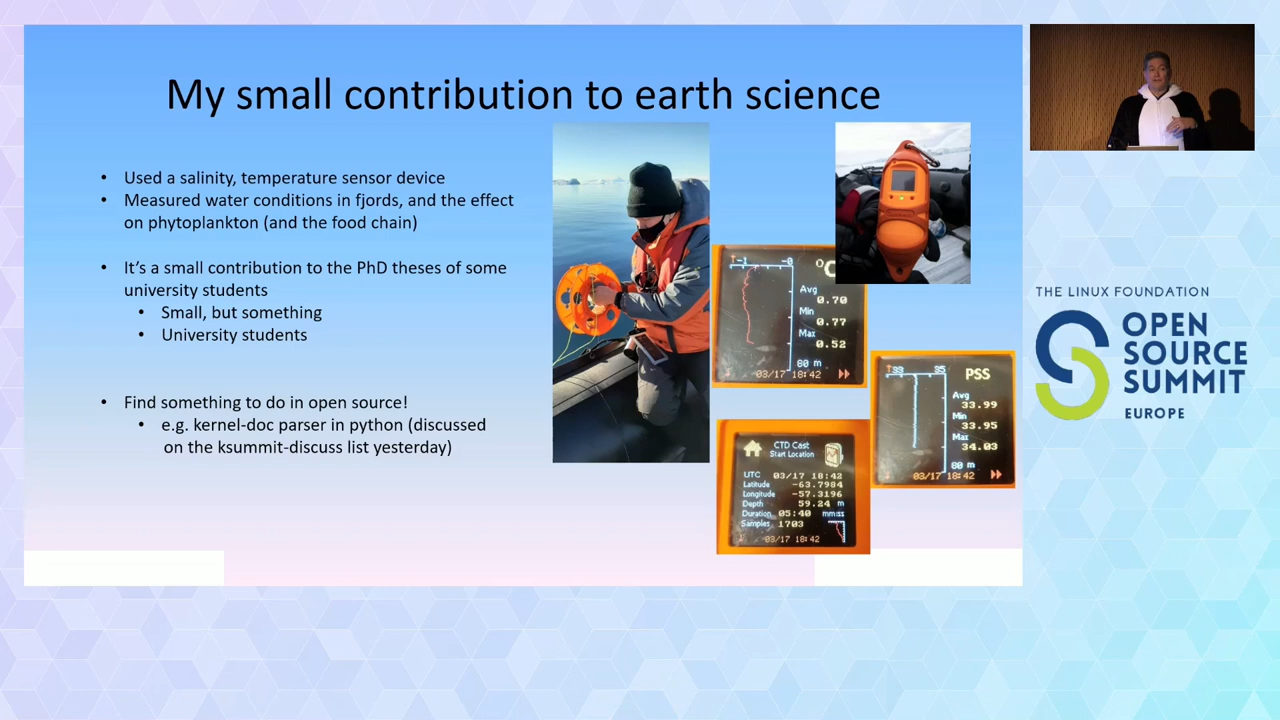 My small contribution to earth science
• Used a salinity, temperature sensor device
• Measured water conditions in fjords, and the effect
on phytoplankton (and the food chain)
• It's a small contribution to the PhD theses of some
university students
• Small, but something
• University students
• Find something to do in open source!
• e.g. kernel-doc parser in python (discussed
on the ksummit-discuss list yesterday)
-1 -0 °C
Avg
0.70
Min
0.77
Max
0.52
80 m
03/17 18:42
33 35 PSS
Avg
33.99
Min
33.95
Max
34.03
80 m
03/17 18:42
CTD Cast
Start Location
UTC 03/17 18:42
Latitude -63.7984
Longitude -57.3196
Depth 59.24 m
Duration 05:40 mm:ss
Samples 1703
03/17 18:42
THE LINUX FOUNDATION
OPEN
SOURCE
SUMMIT
EUROPE